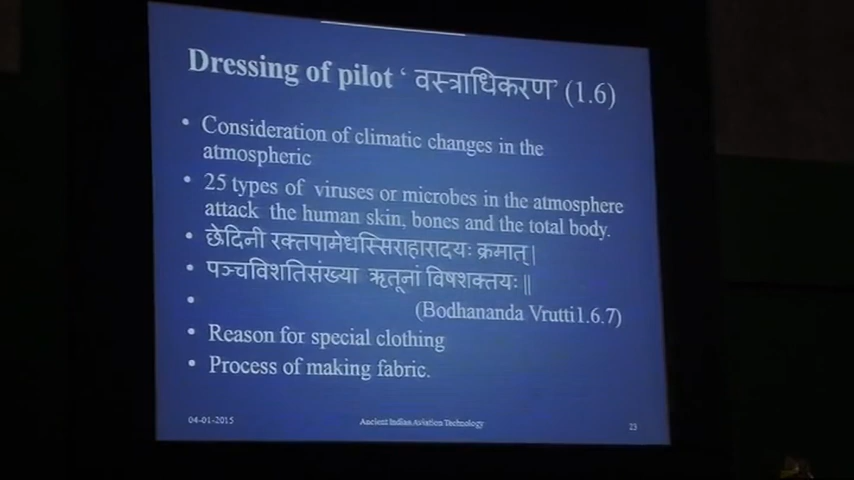 Dressing of pilot ‘ वस्त्राधिकरण’ (1.6)
• Consideration of climatic changes in the
atmospheric
• 25 types of viruses or microbes in the atmosphere
attack the human skin, bones and the total body.
• छेदिनी रक्तपामेधस्सिराहारादयः क्रमात्|
• पञ्चविंशतिसंख्या ऋतूनां विषशक्तयः||
•
(Bodhananda Vrutti1.6.7)
• Reason for special clothing
• Process of making fabric.
04-01-2015 Ancient Indian Aviation Technology 23